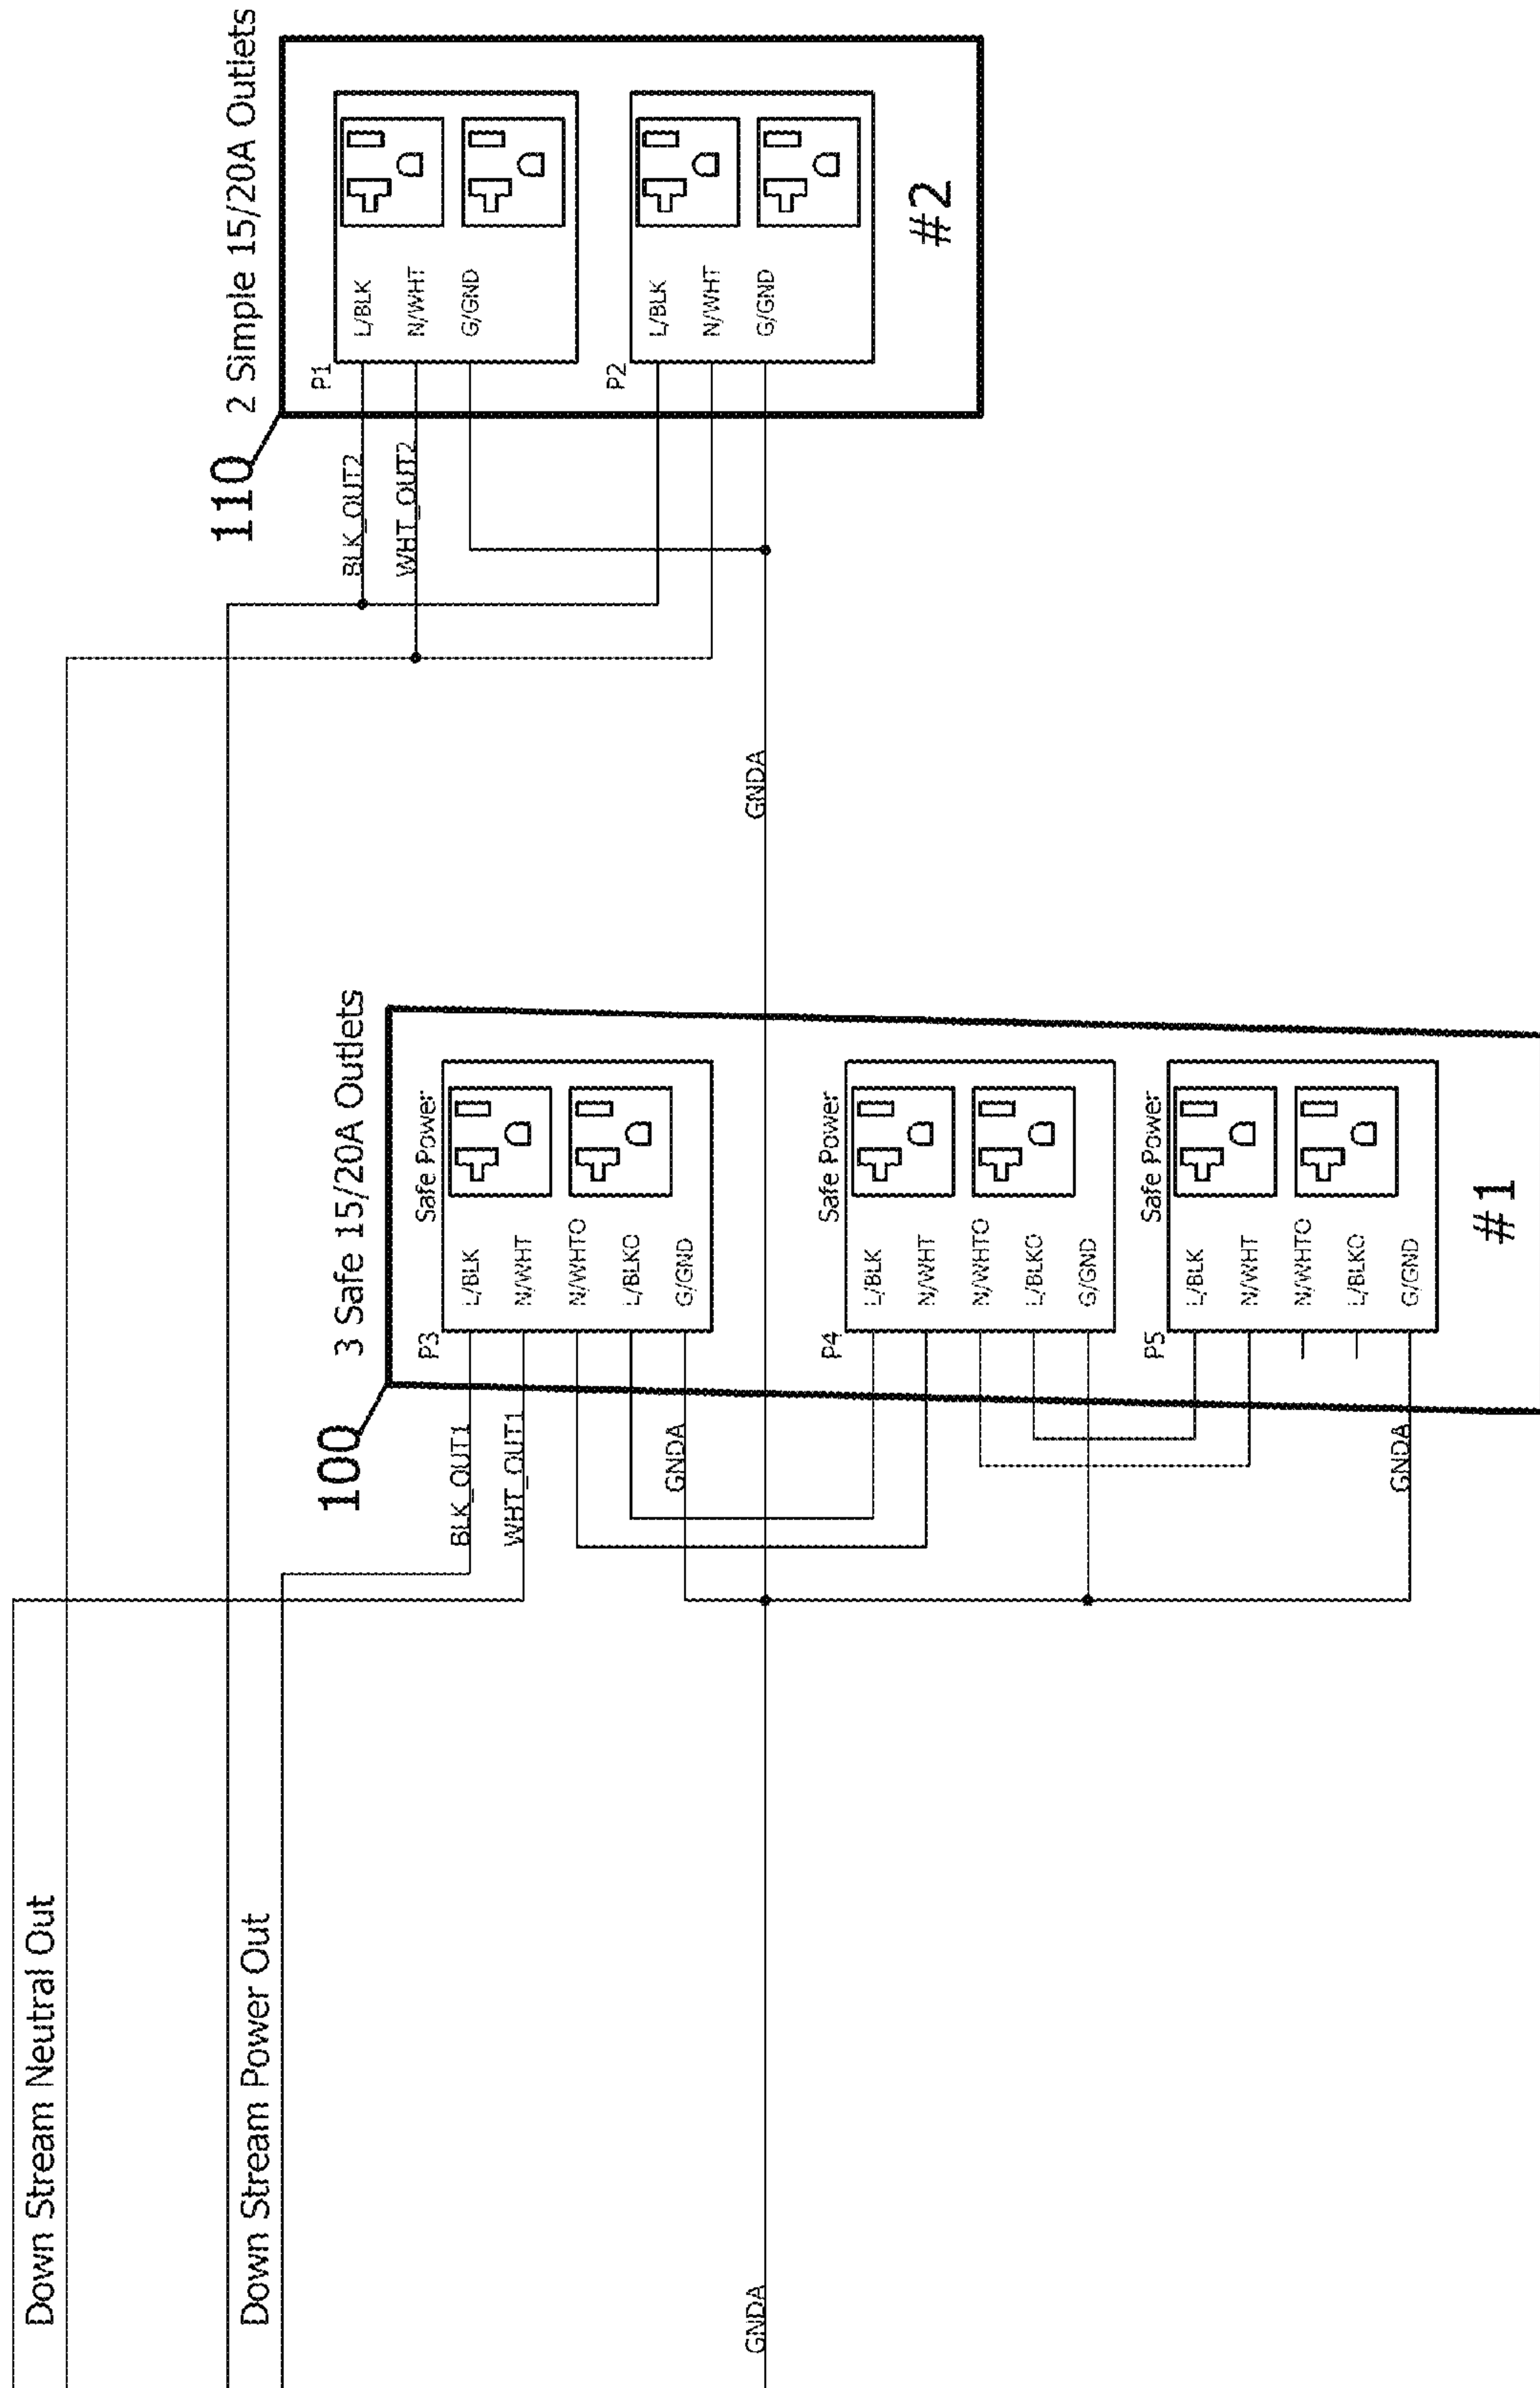 Down Stream Neutral Out
Down Stream Power Out
GNDA
100
3 Safe 15/20A Outlets
BLK_OUT1
WHT_OUT1
GNDA
GNDA
P3
Safe Power
L/BLK
N/WHT
N/WHTO
L/BLKO
G/GND
P4
Safe Power
L/BLK
N/WHT
N/WHTO
L/BLKO
G/GND
P5
Safe Power
L/BLK
N/WHT
N/WHTO
L/BLKO
G/GND
#1
GNDA
110
2 Simple 15/20A Outlets
BLK_OUT2
WHT_OUT2
P1
L/BLK
N/WHT
G/GND
P2
L/BLK
N/WHT
G/GND
#2